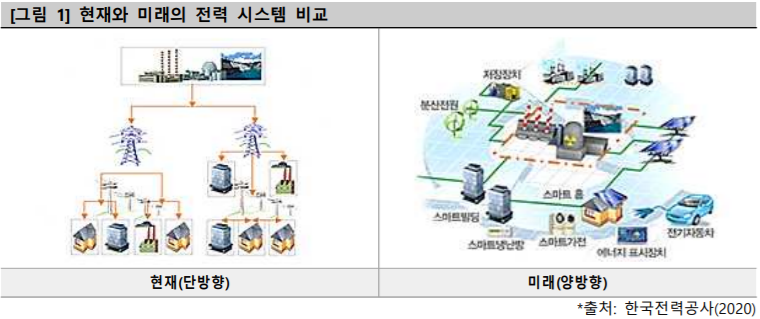 [그림 1] 현재와 미래의 전력 시스템 비교
저장장치
분산전원
스마트 홈
스마트빌딩
전기자동차
스마트냉난방
스마트가전
에너지 표시장치
현재(단방향)
미래(양방향)
*출처: 한국전력공사(2020)